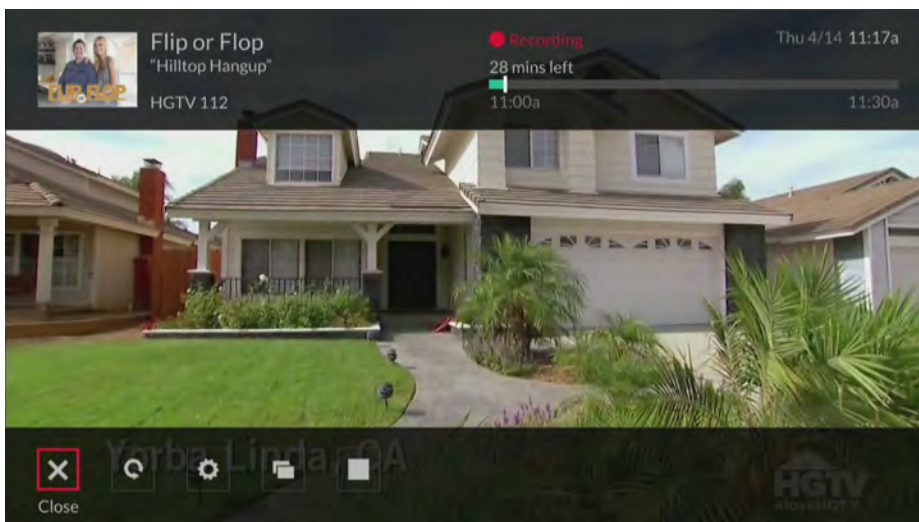 Flip or Flop
"Hilltop Hangup"
HGTV 112
FLIP OR FLOP
Recording
28 mins left
11:00a
11:30a
Thu 4/14 11:17a
Yorba Linda, CA
Close
HGTV